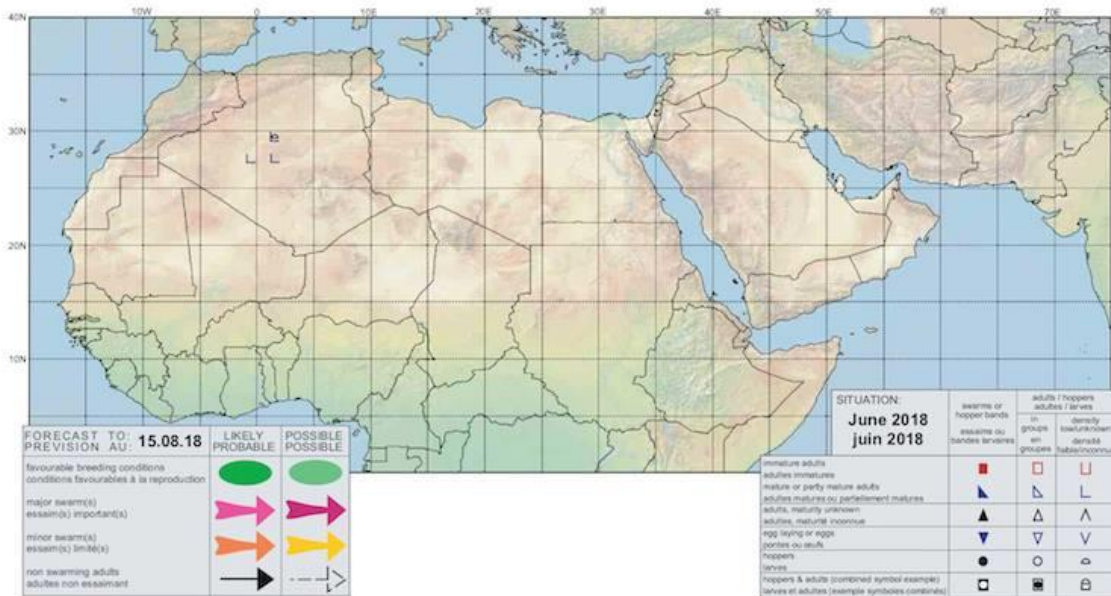 40N
10W
0
10E
20E
30E
40E
50E
60E
70E
30N
20N
10N
FORECAST TO: 15.08.18
PREVISION AU:
LIKELY
PROBABLE
POSSIBLE
POSSIBLE
favourable breeding conditions
conditions favourables à la reproduction
major swarm(s)
essaim(s) important(s)
minor swarm(s)
essaim(s) limité(s)
non swarming adults
adultes non essaimant
SITUATION:
June 2018
juin 2018
swarms or
hopper bands
essaims ou
bandes larvaires
adults / hoppers
adultes / larves
in
groups
en
groupes
density
low/unknown
densité
faible/inconnue
immature adults
adultes immatures
mature or partly mature adults
adultes matures ou partiellement matures
adults, maturity unknown
adultes, maturité inconnue
egg laying or eggs
pontes ou œufs
hoppers
larves
hoppers & adults (combined symbol example)
larves et adultes (exemple symboles combinés)